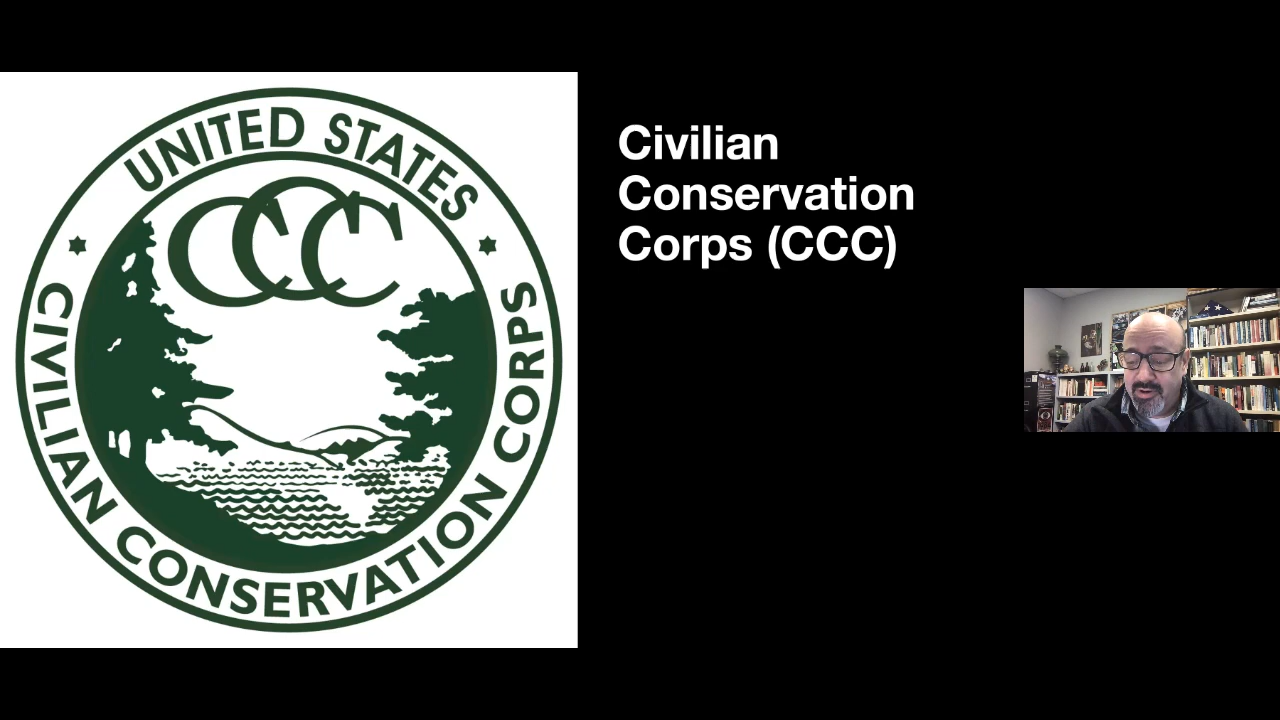 UNITED STATES
CCC
CIVILIAN CONSERVATION CORPS
Civilian
Conservation
Corps (CCC)